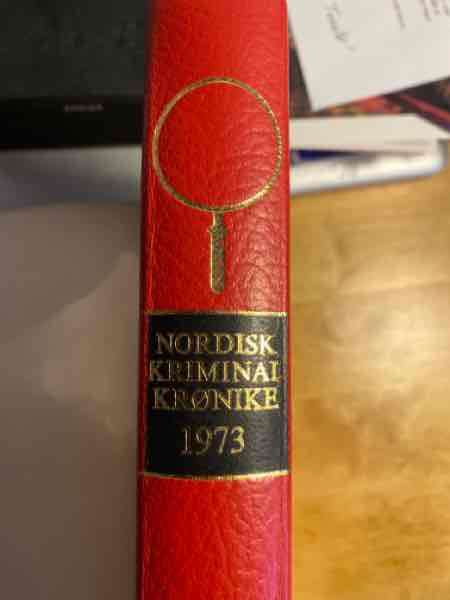 NORDISK
KRIMINAL
KRØNIKE
1973